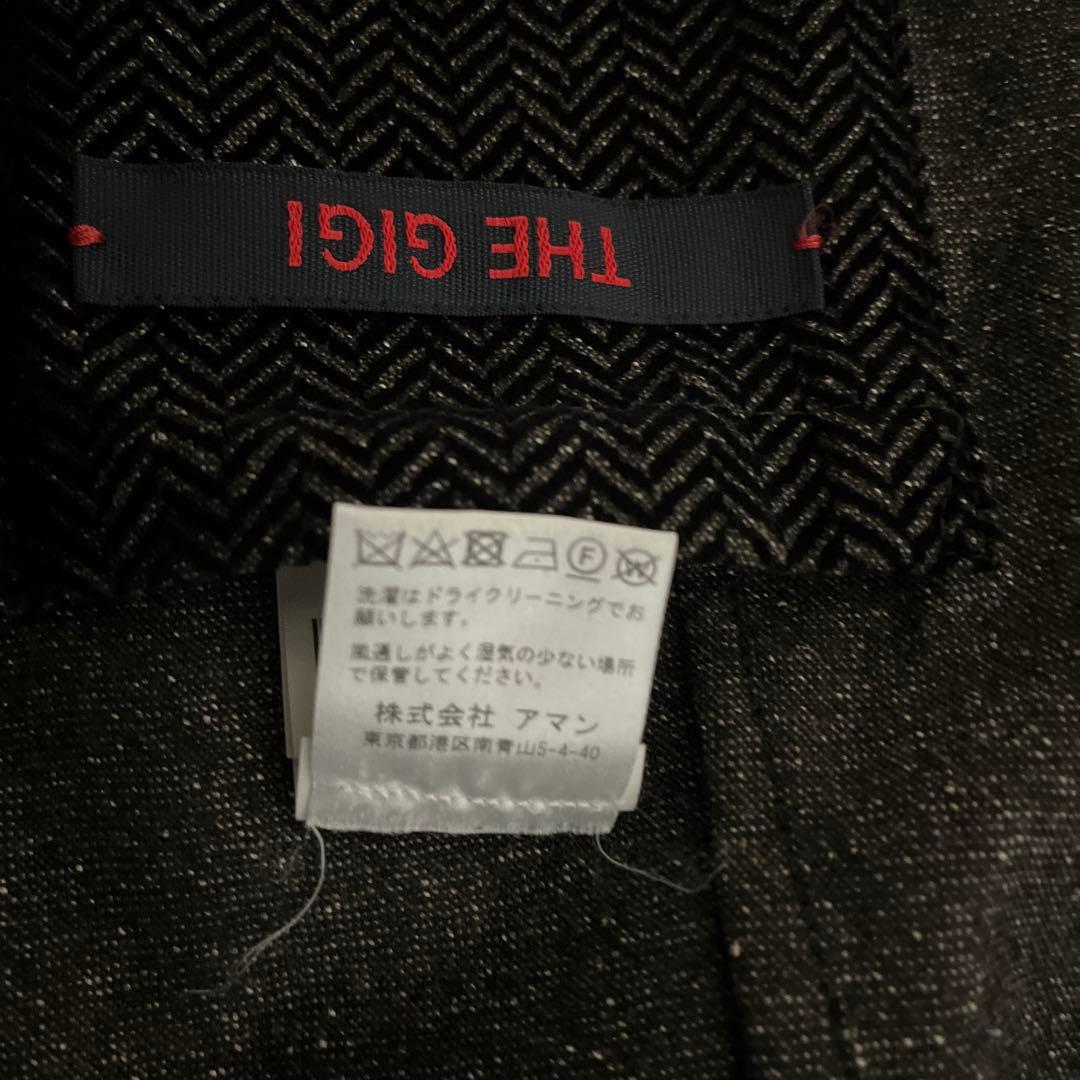 THE GIGI
F
W
洗濯はドライクリーニングでお
願いします。
風通しがよく湿気の少ない場所
で保管してください。
株式会社 アマン
東京都港区南青山5-4-40